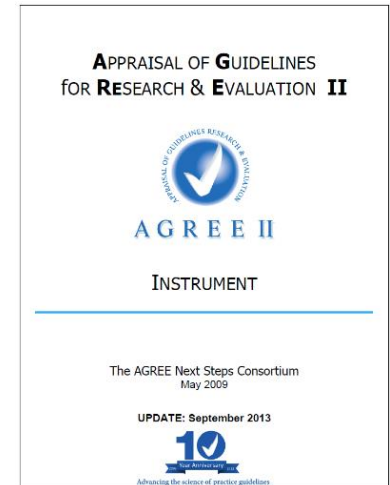 APPRAISAL OF GUIDELINES
FOR RESEARCH & EVALUATION II
APPRAISAL OF GUIDELINES RESEARCH & EVALUATION
AGREE II
INSTRUMENT
The AGREE Next Steps Consortium
May 2009
UPDATE: September 2013
10
Year Anniversary
Advancing the science of practice guidelines